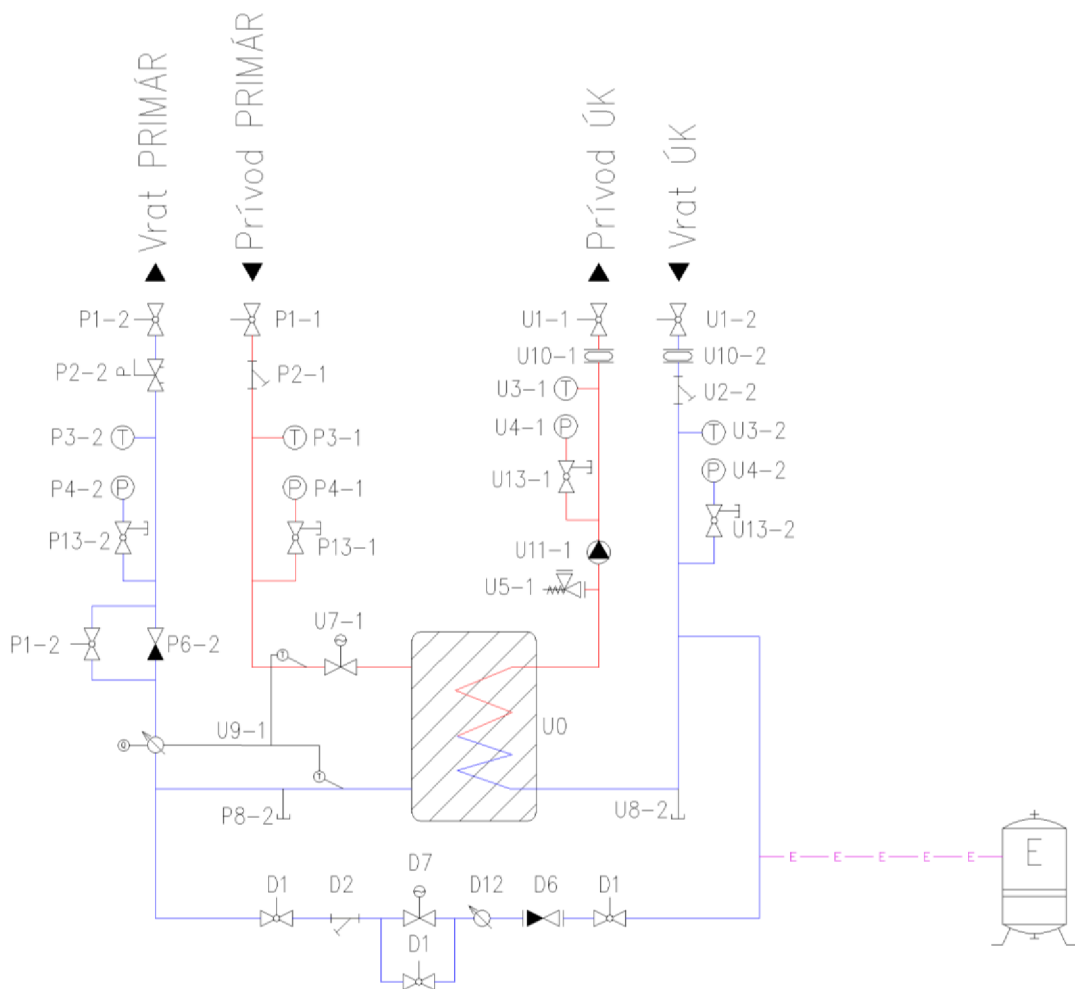 Vrat PRIMÁR
Prívod PRIMÁR
Prívod ÚK
Vrat ÚK
P1-2
P1-1
U1-1
U1-2
U10-1
U10-2
P2-2
P
P2-1
U3-1
T
U2-2
P3-2
T
T
P3-1
U4-1
P
T
U3-2
P4-2
P
P
P4-1
U13-1
P
U4-2
P13-2
P13-1
U11-1
U13-2
U5-1
P1-2
P6-2
U7-1
T
U9-1
U0
Q
T
P8-2
U8-2
E
E E E E E
D1
D2
D7
D12
D6
D1
D1